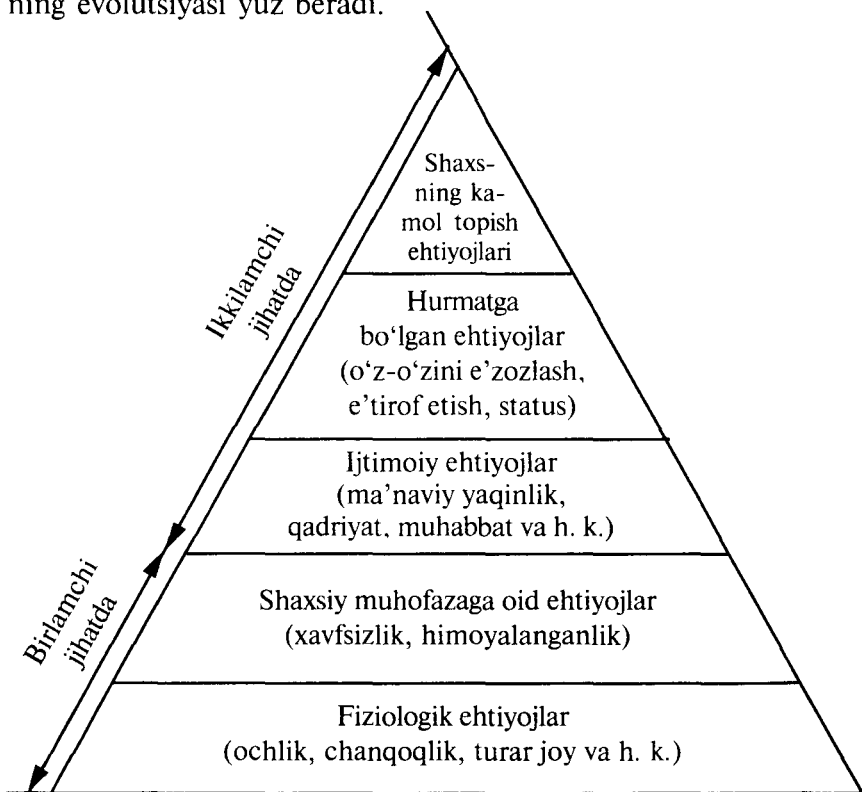 ning evolutsiyasi yuz beradi.
Shaxs-
ning ka-
mol topish
ehtiyojlari
Ikkilamchi
jihatda
Hurmatga
bo‘lgan ehtiyojlar
(o‘z-o‘zini e’zozlash,
e’tirof etish, status)
Ijtimoiy ehtiyojlar
(ma’naviy yaqinlik,
qadriyat, muhabbat va h. k.)
Birlamchi
jihatda
Shaxsiy muhofazaga oid ehtiyojlar
(xavfsizlik, himoyalanganlik)
Fiziologik ehtiyojlar
(ochlik, chanqoqlik, turar joy va h. k.)